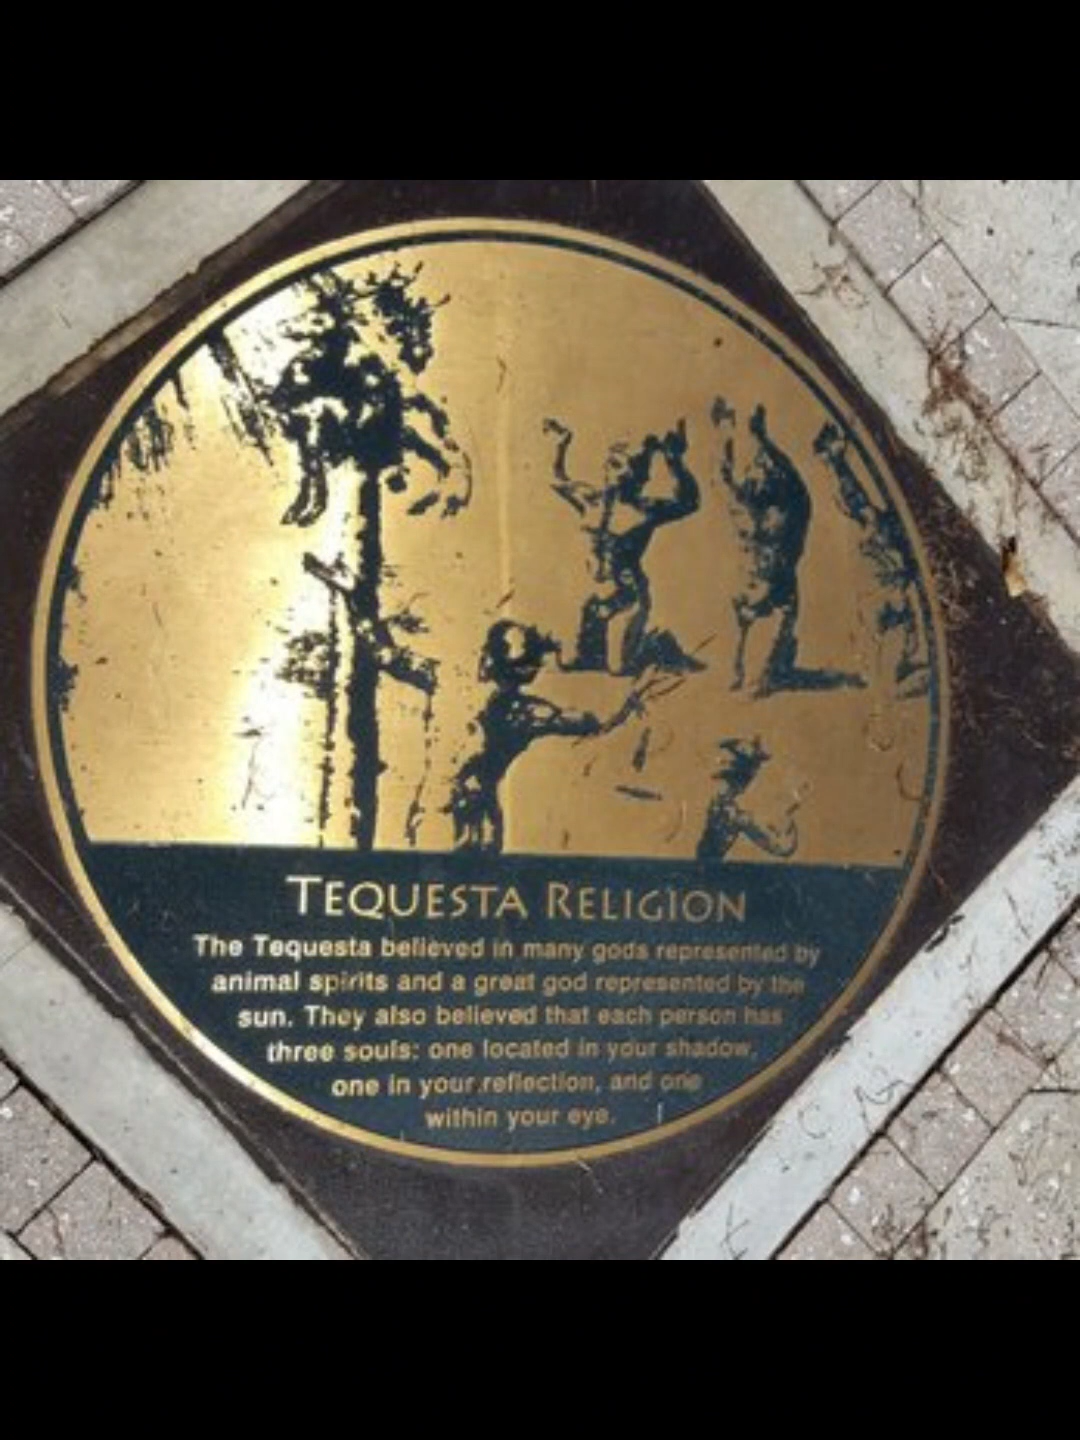 TEQUESTA RELIGION
The Tequesta believed in many gods represented by
animal spirits and a great god represented by the
sun. They also believed that each person has
three souls: one located in your shadow,
one in your reflection, and one
within your eye.